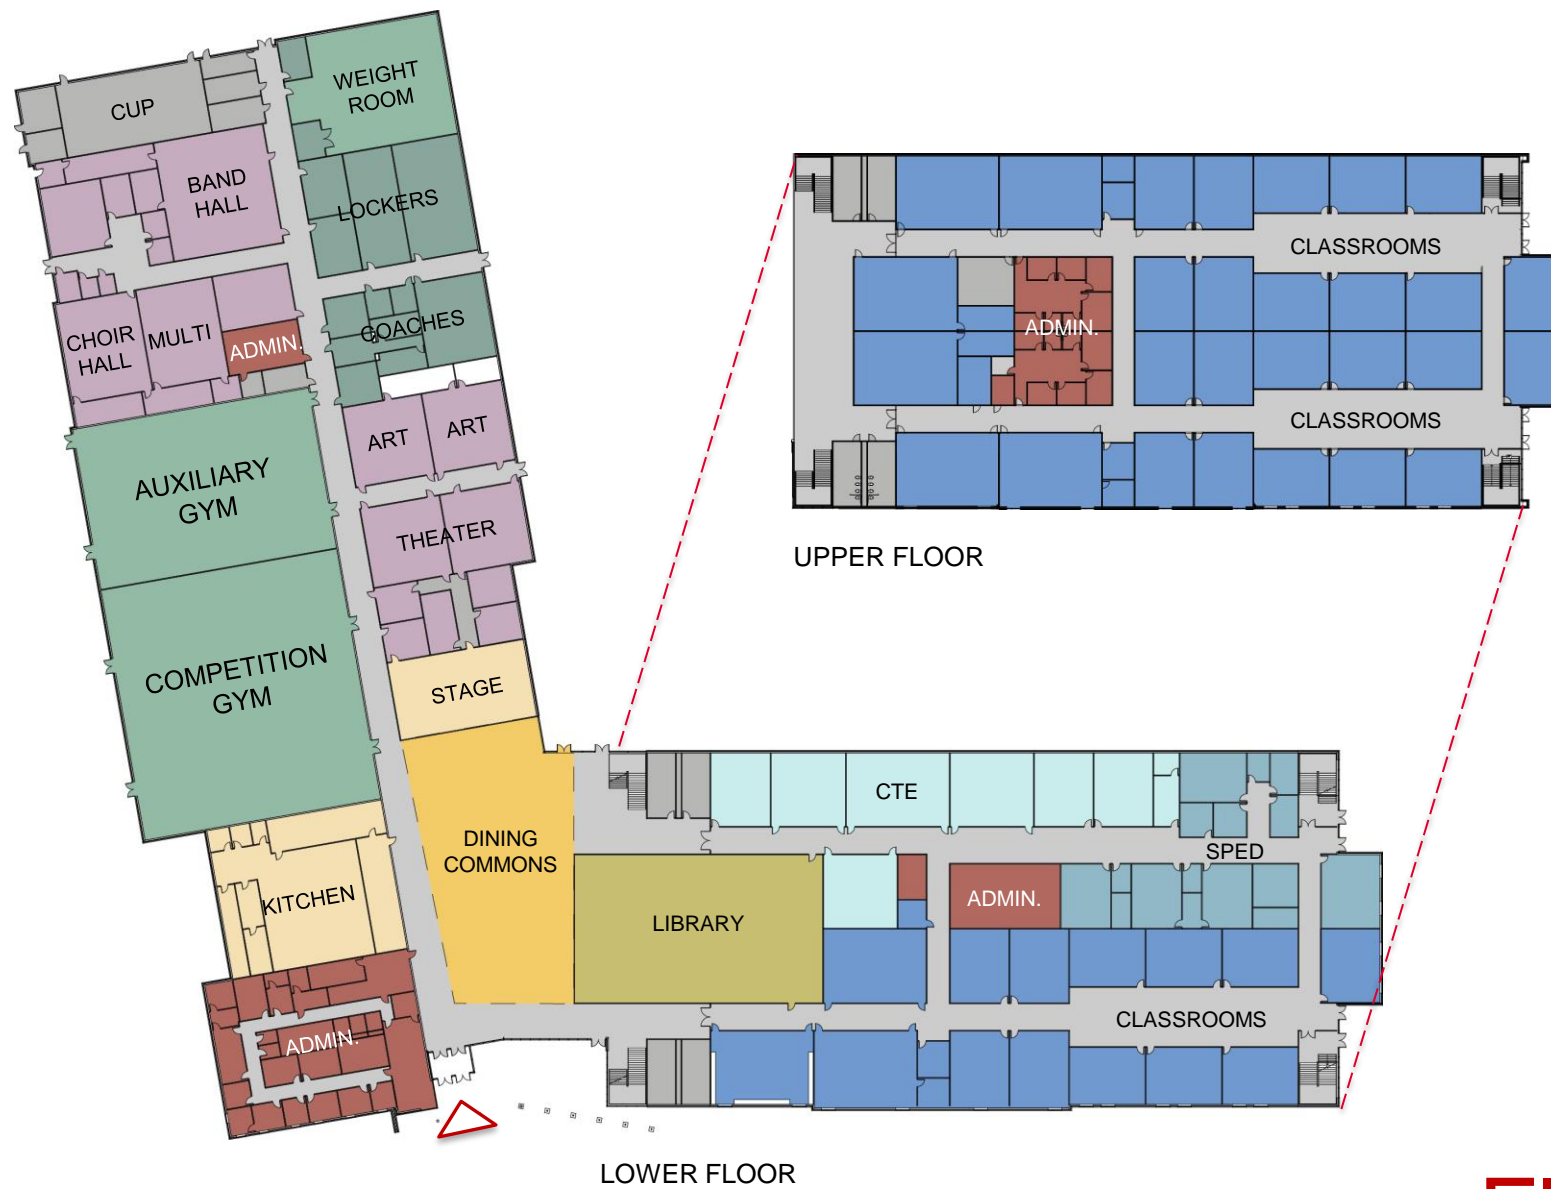 WEIGHT
ROOM
CUP
BAND
HALL
LOCKERS
CHOIR
HALL
MULTI
ADMIN.
COACHES
ART
ART
AUXILIARY
GYM
THEATER
COMPETITION
GYM
STAGE
DINING
COMMONS
KITCHEN
ADMIN.
CLASSROOMS
ADMIN.
CLASSROOMS
UPPER FLOOR
CTE
SPED
ADMIN.
LIBRARY
CLASSROOMS
LOWER FLOOR